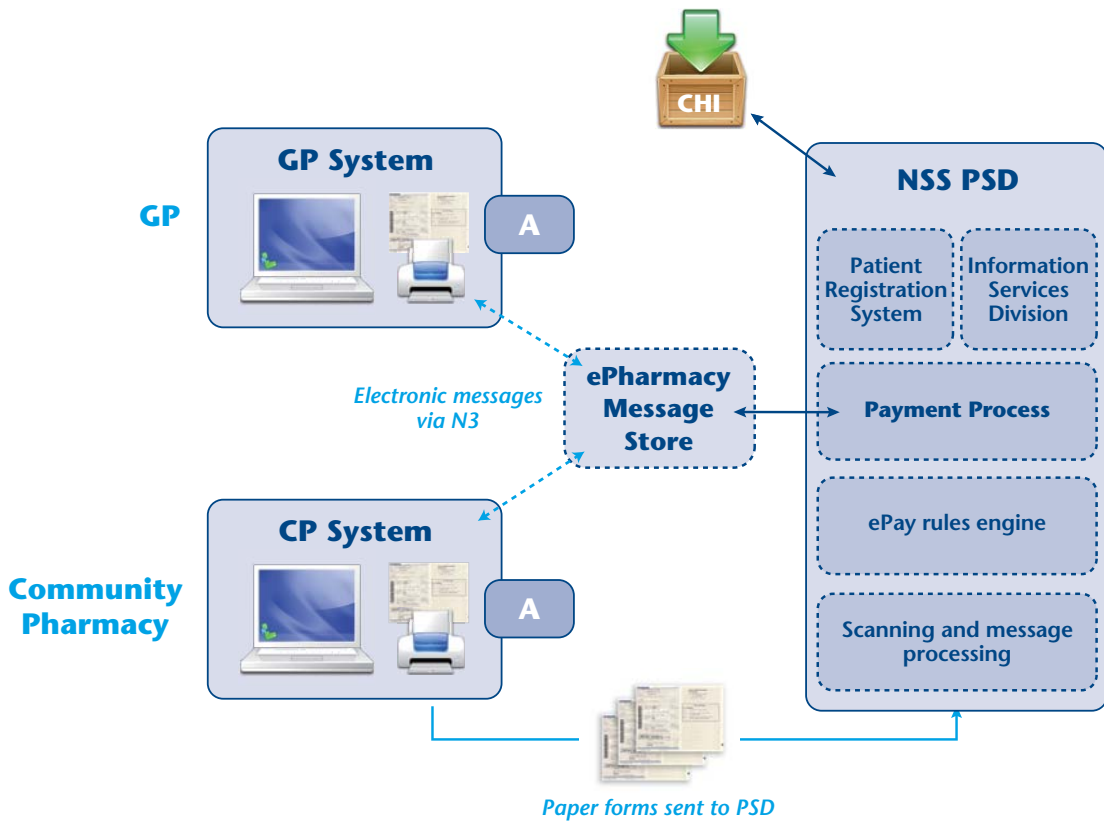 CHI
GP System
GP
A
NSS PSD
Patient
Registration
System
Information
Services
Division
Electronic messages
via N3
ePharmacy
Message
Store
Payment Process
CP System
Community
Pharmacy
A
ePay rules engine
Scanning and message
processing
Paper forms sent to PSD